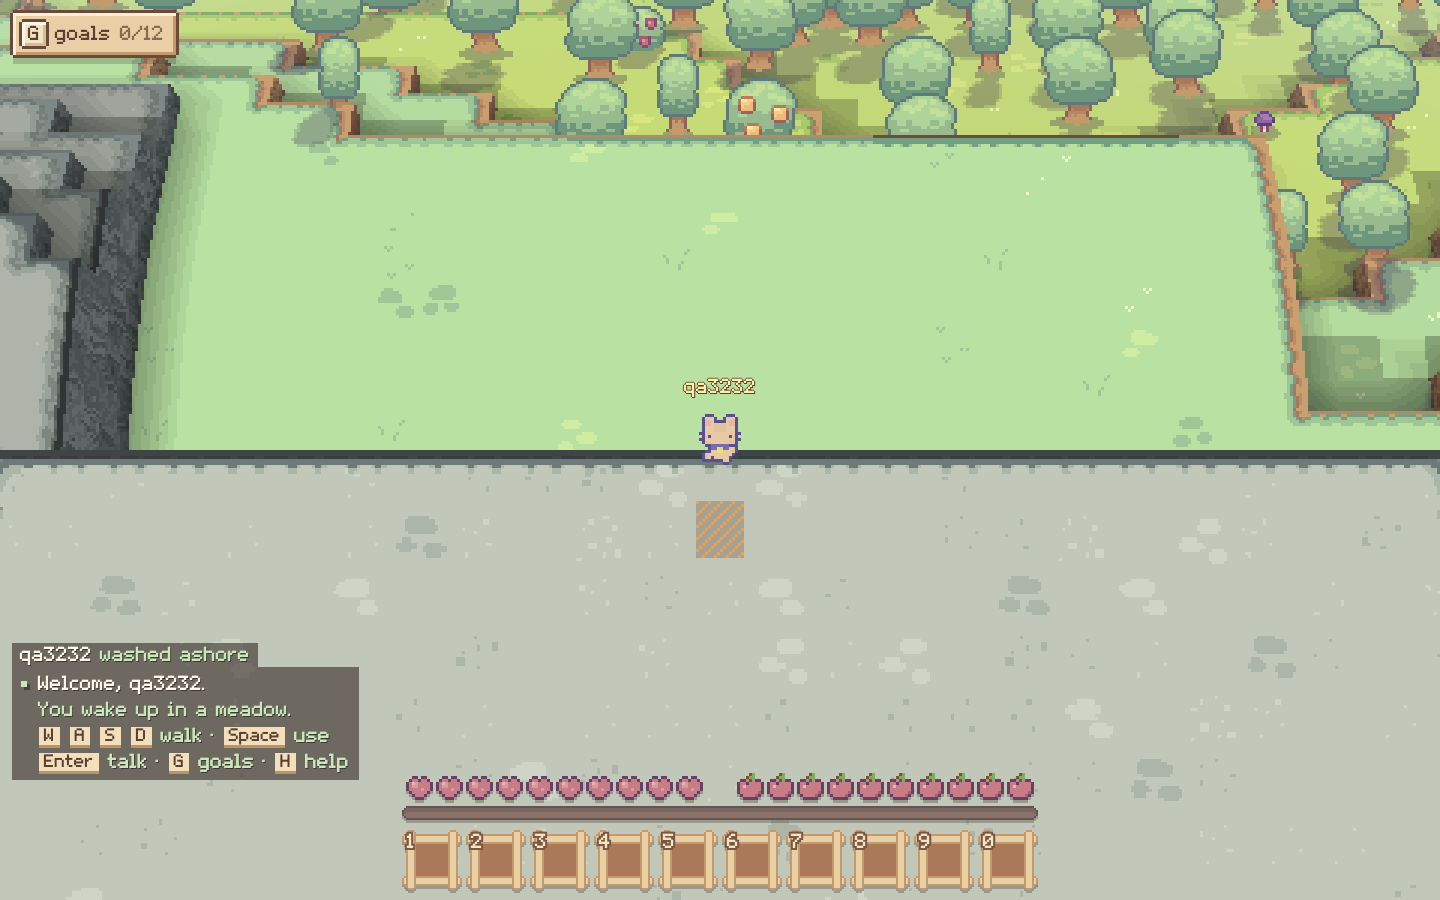 G goals 0/12
qa3232
qa3232 washed ashore
Welcome, qa3232.
You wake up in a meadow.
W A S D walk · Space use
Enter talk · G goals · H help
1 2 3 4 5 6 7 8 9 0